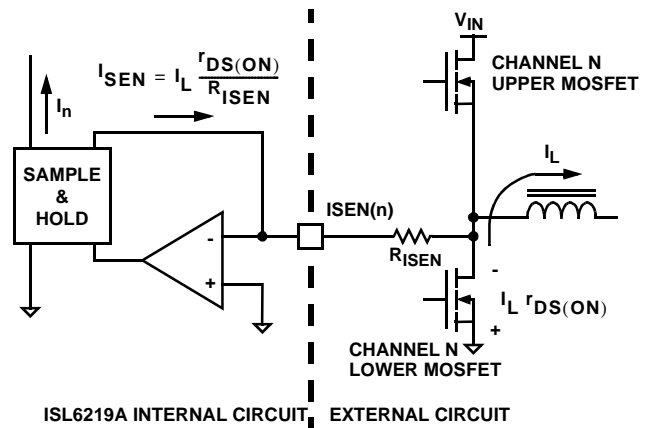 V_IN
CHANNEL N
UPPER MOSFET
I_SEN = I_L r_DS(ON) / R_ISEN
I_n
I_L
SAMPLE
&
HOLD
ISEN(n)
-
+
R_ISEN
-
I_L r_DS(ON)
+
CHANNEL N
LOWER MOSFET
ISL6219A INTERNAL CIRCUIT
EXTERNAL CIRCUIT